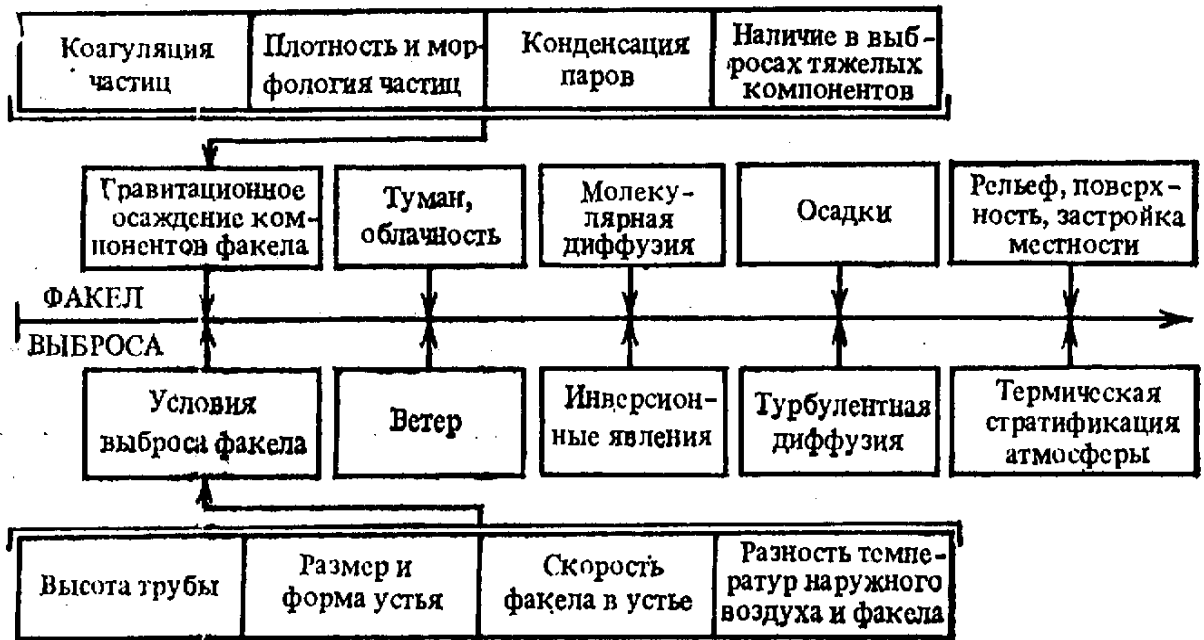 Коагуляция
частиц
Плотность и мор-
фология частиц
Конденсация
паров
Наличие в выб-
росах тяжелых
компонентов
Гравитационное
осаждение ком-
понентов факела
Туман,
облачность
Молеку-
лярная
диффузия
Осадки
Рельеф, поверх-
ность, застройка
местности
ФАКЕЛ
ВЫБРОСА
Условия
выброса факела
Ветер
Инверсион-
ные явления
Турбулентная
диффузия
Термическая
стратификация
атмосферы
Высота трубы
Размер и
форма устья
Скорость
факела в устье
Разность темпе-
ратур наружного
воздуха и факела